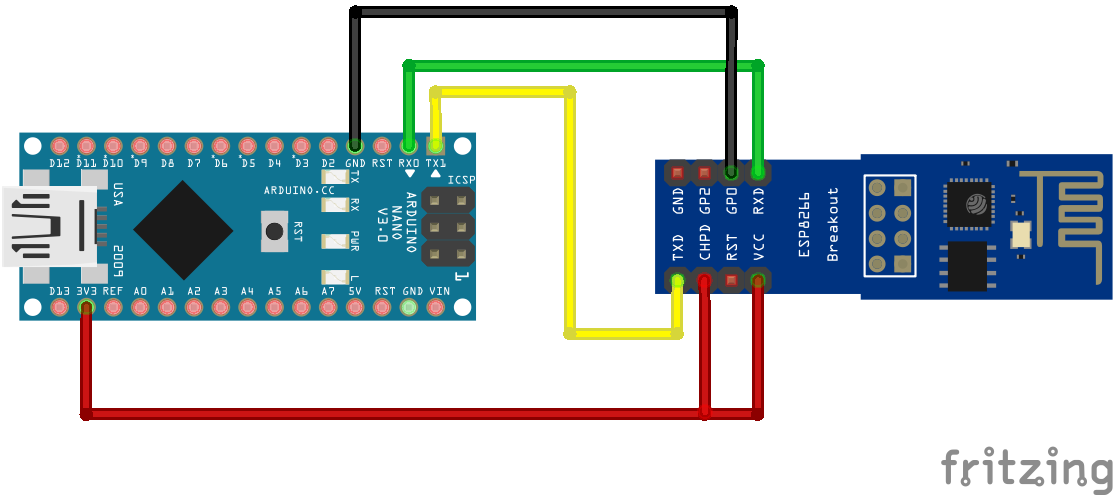 D12 D11 D10 D9 D8 D7 D6 D5 D4 D3 D2 GND RST RX0 TX1
TX
RX
PWR
L
ARDUINO.CC
RST
ICSP
1
ARDUINO
NANO
V3.0
USA
2009
D13 3V3 REF A0 A1 A2 A3 A4 A5 A6 A7 5V RST GND VIN
GND GP2 GP0 RXD
TXD CHPD RST VCC
ESP8266
Breakout
fritzing